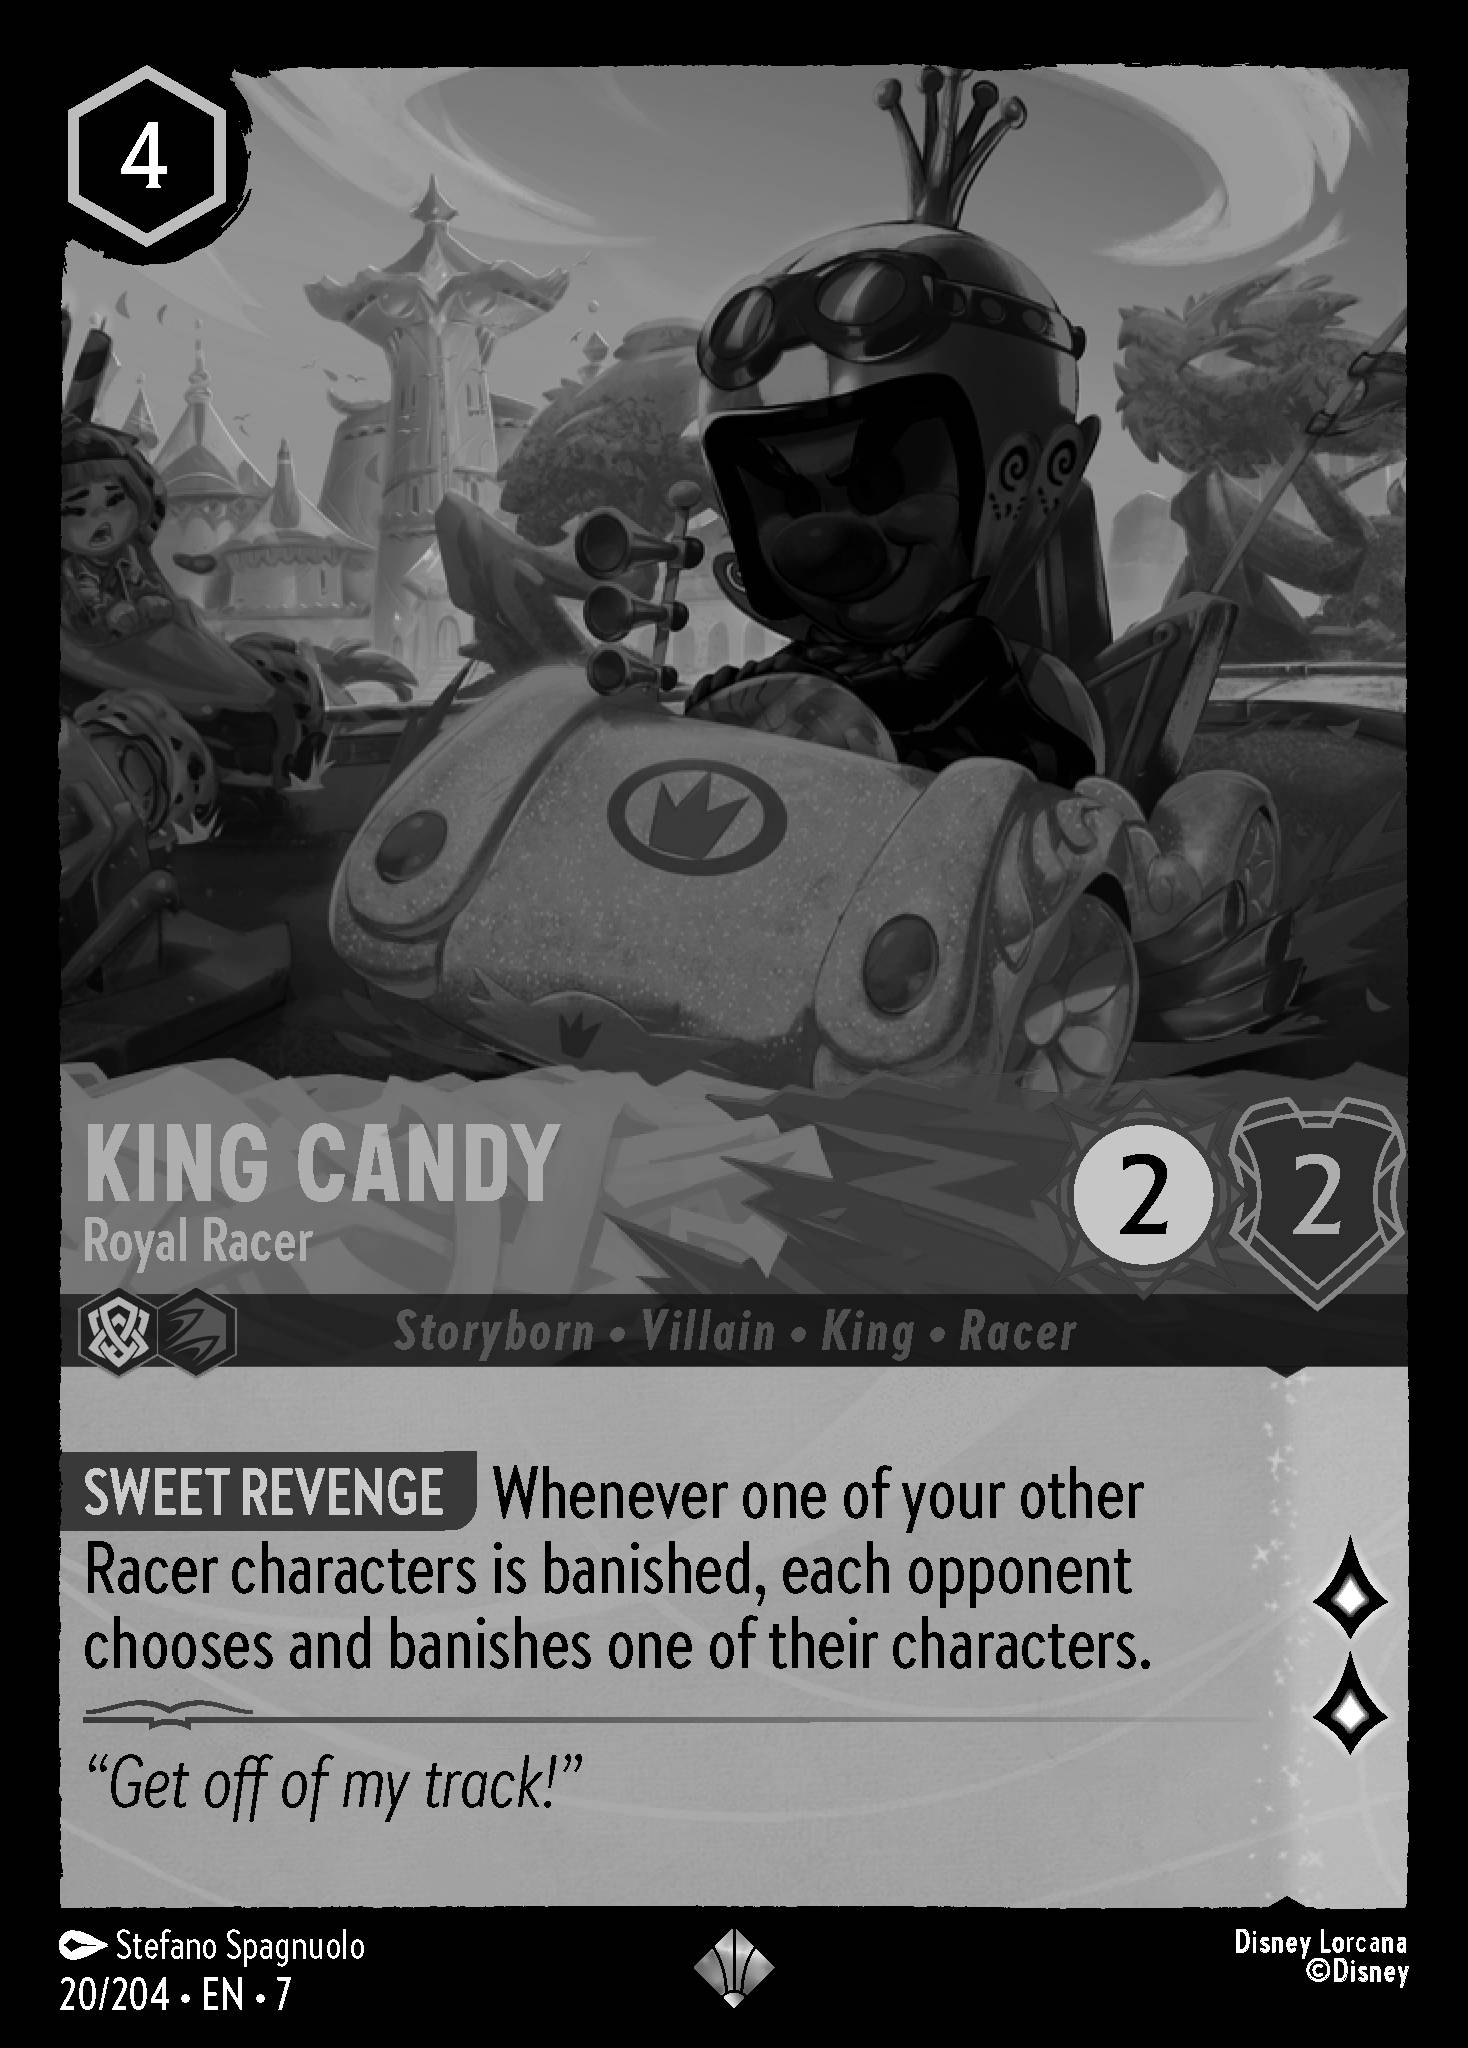 4
KING CANDY
Royal Racer
2
2
Storyborn • Villain • King • Racer
SWEET REVENGE Whenever one of your other
Racer characters is banished, each opponent
chooses and banishes one of their characters.
“Get off of my track!”
Stefano Spagnuolo
20/204 • EN • 7
Disney Lorcana
©Disney